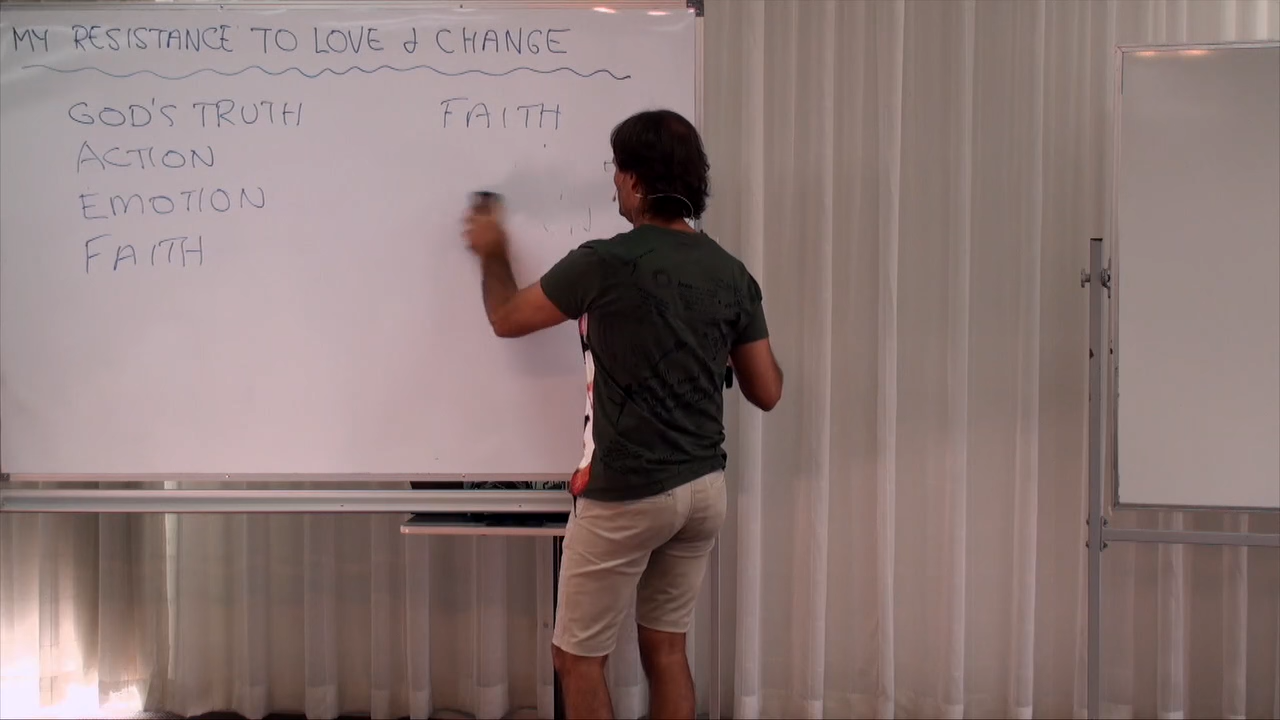 MY RESISTANCE TO LOVE & CHANGE
GOD'S TRUTH
ACTION
EMOTION
FAITH
FAITH